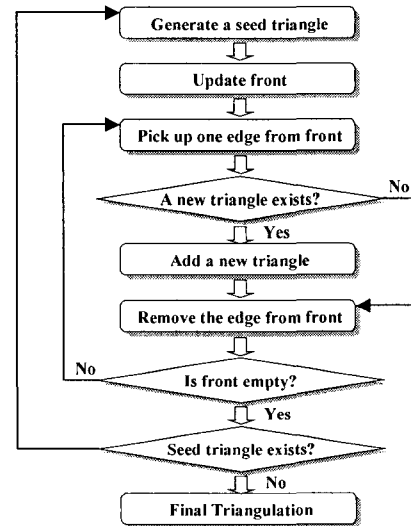 Generate a seed triangle
Update front
Pick up one edge from front
A new triangle exists?
No
Yes
Add a new triangle
Remove the edge from front
No
Is front empty?
Yes
Seed triangle exists?
No
Final Triangulation